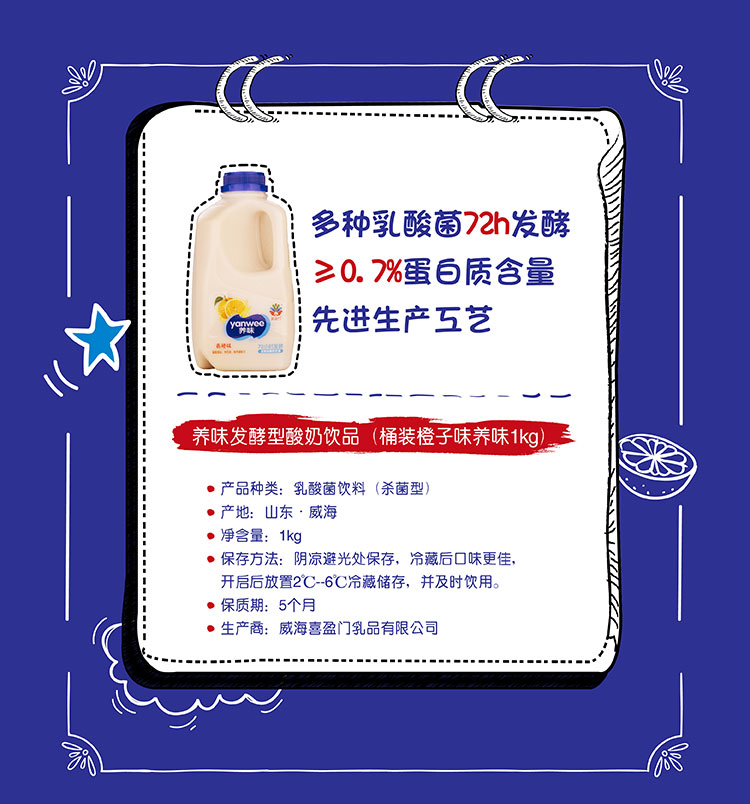 多种乳酸菌72h发酵
≥0.7%蛋白质含量
先进生产工艺
yanwee
养味
养味发酵型酸奶饮品（桶装橙子味养味1kg）
产品种类：乳酸菌饮料（杀菌型）
产地：山东·威海
净含量：1kg
保存方法：阴凉避光处保存，冷藏后口味更佳，
开启后放置2℃--6℃冷藏储存，并及时饮用。
保质期：5个月
生产商：威海喜盈门乳品有限公司